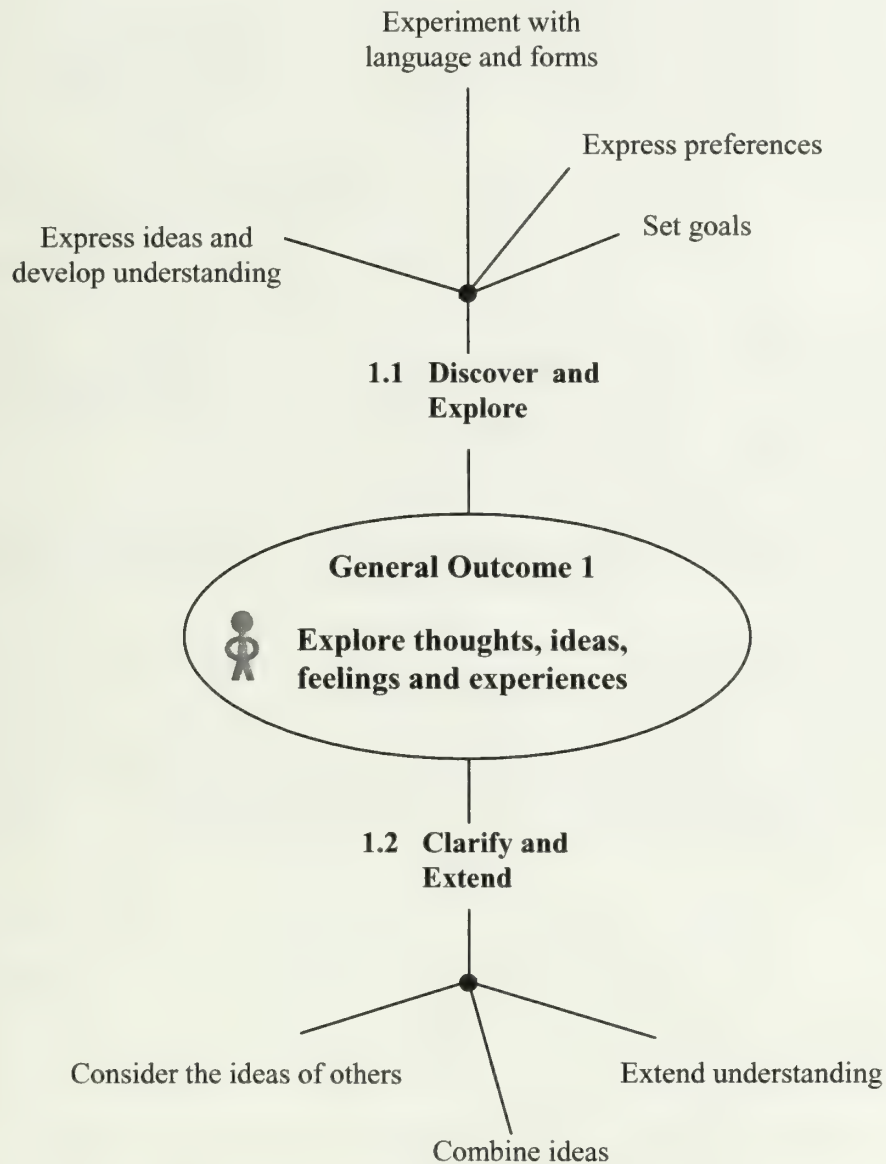 Experiment with
language and forms
Express preferences
Set goals
Express ideas and
develop understanding
1.1 Discover and
Explore
General Outcome 1
Explore thoughts, ideas,
feelings and experiences
1.2 Clarify and
Extend
Consider the ideas of others
Extend understanding
Combine ideas